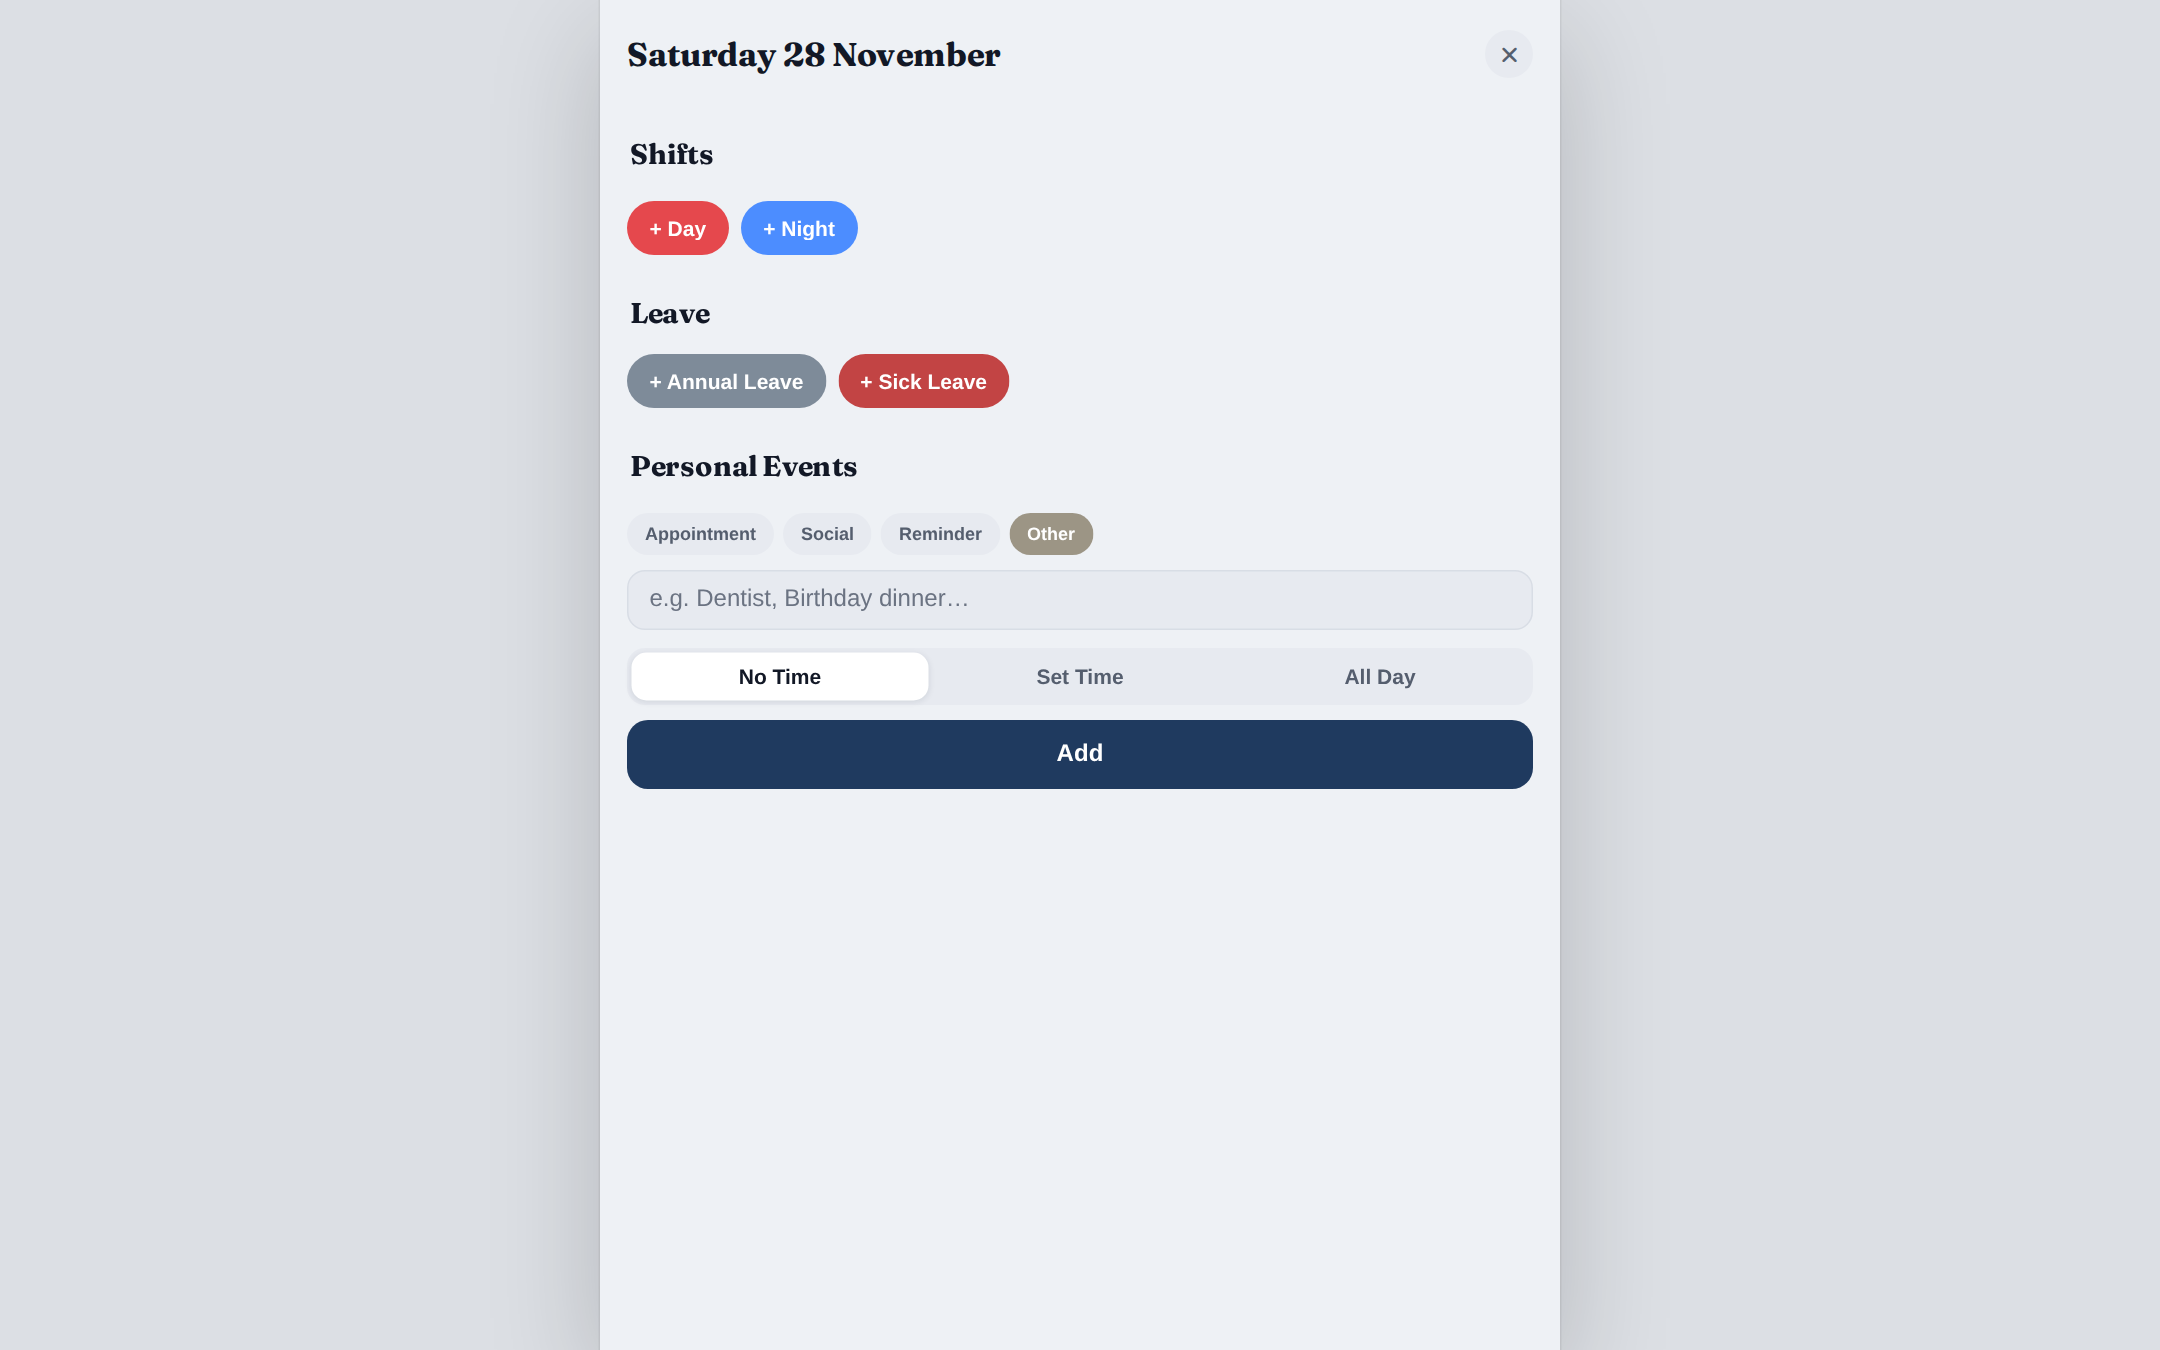 Saturday 28 November
✕
Shifts
+ Day + Night
Leave
+ Annual Leave + Sick Leave
Personal Events
Appointment Social Reminder Other
e.g. Dentist, Birthday dinner…
No Time Set Time All Day
Add